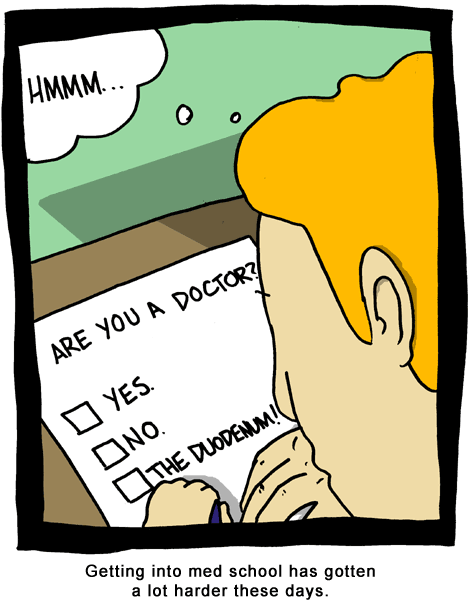 HMMM...
ARE YOU A DOCTOR?
YES.
NO.
THE DUODENUM!
Getting into med school has gotten
a lot harder these days.